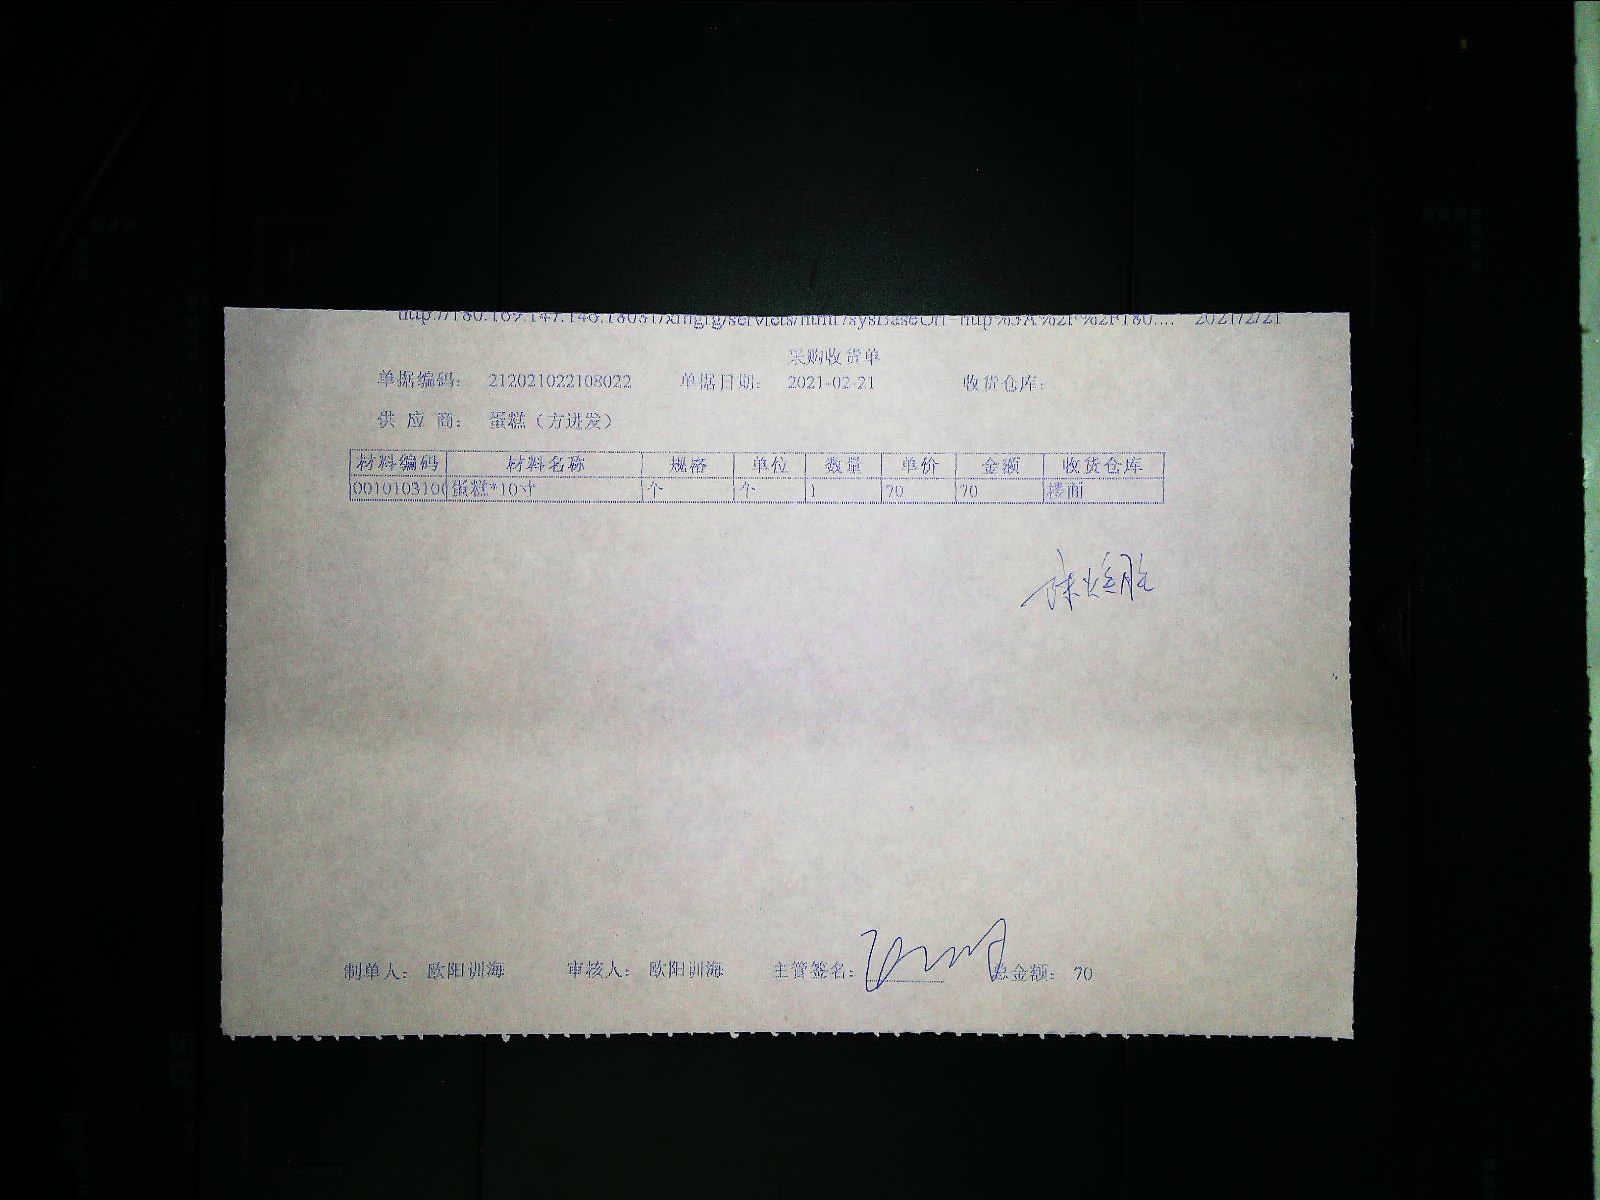 2021/2/21
采购收货单
单据编码： 212021022108022 单据日期： 2021-02-21 收货仓库：
供 应 商： 蛋糕（方进发）
材料编码 材料名称 规格 单位 数量 单价 金额 收货仓库
0010103100 蛋糕*10寸 个 个 1 70 70 楼面
制单人： 欧阳训海 审核人： 欧阳训海 主管签名： 总金额： 70